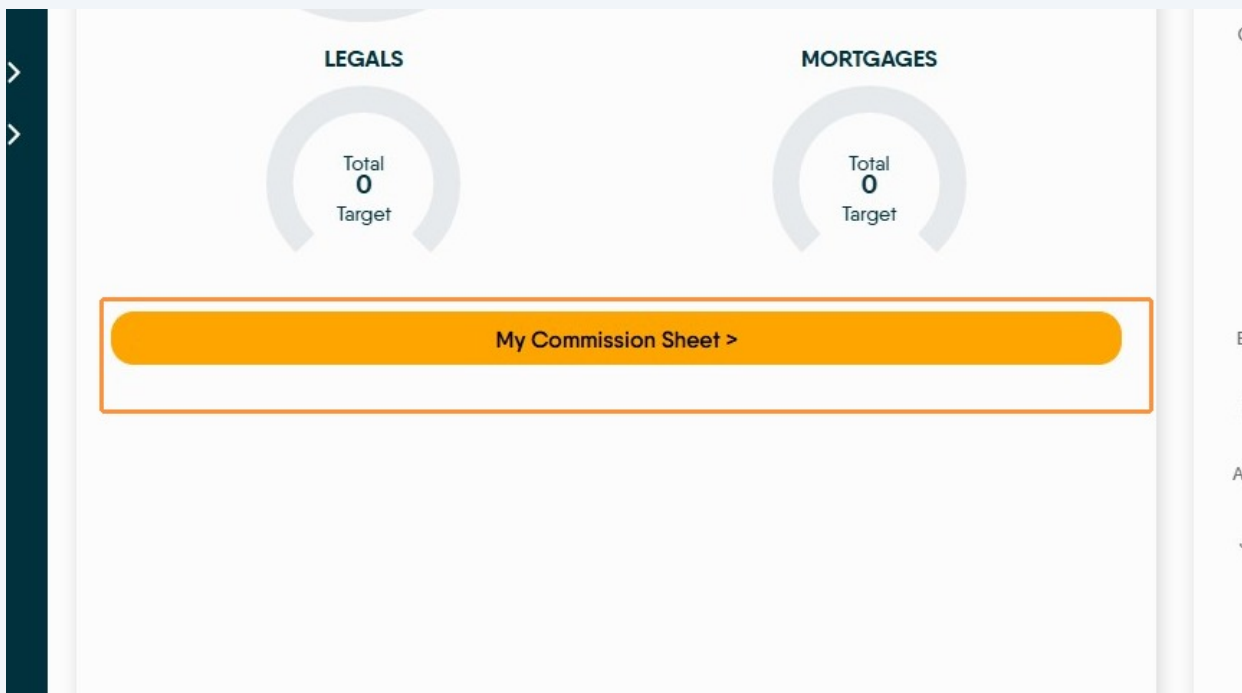 LEGALS
MORTGAGES
Total
0
Target
Total
0
Target
My Commission Sheet >